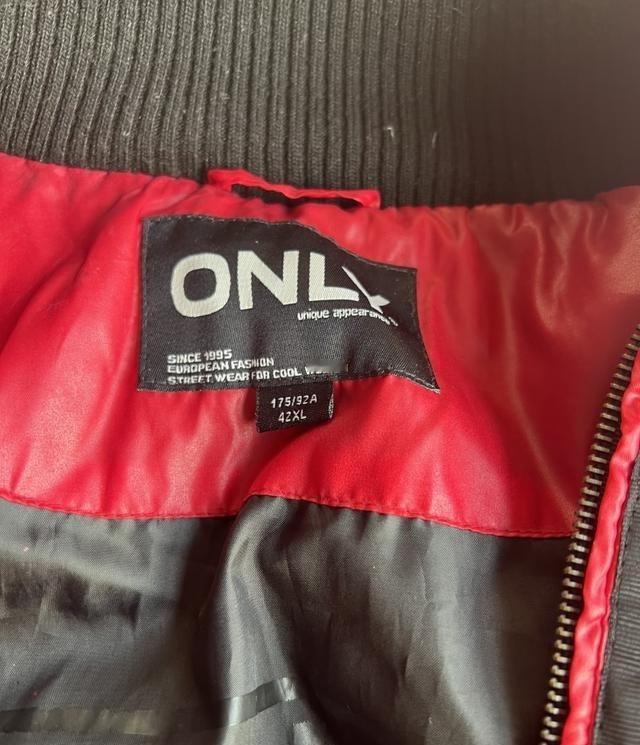 ONLY
unique appearance
SINCE 1995
EUROPEAN FASHION
STREET WEAR FOR COOL
175/92A
42XL